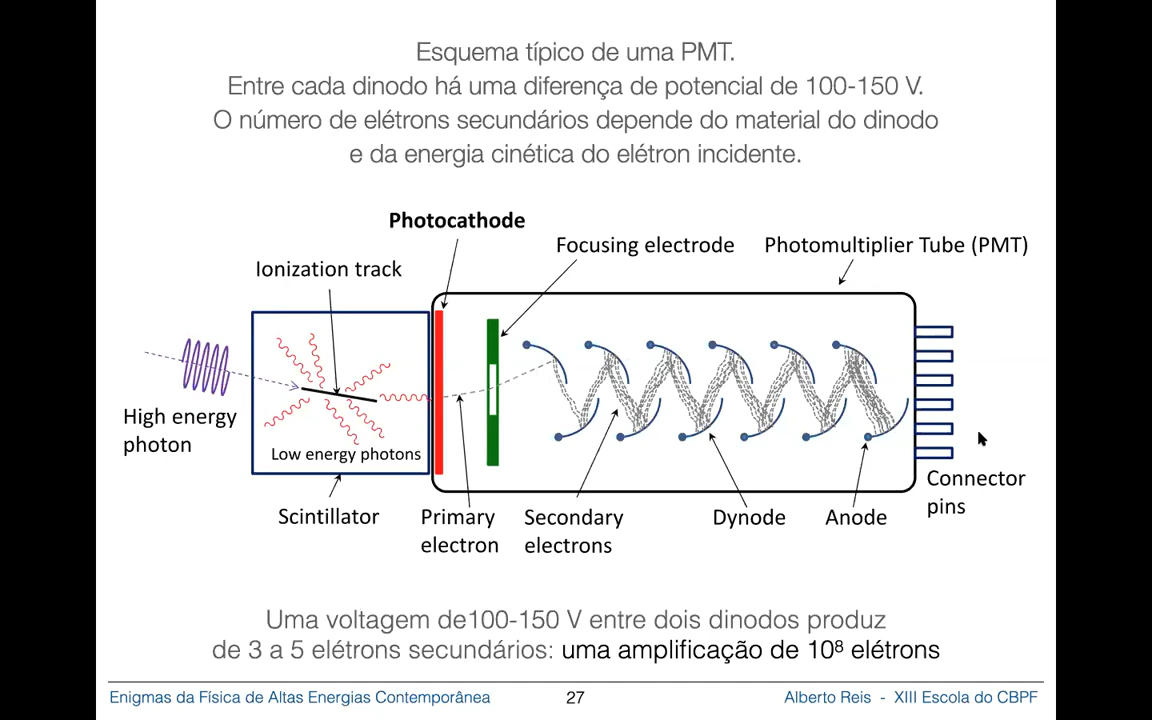 Esquema típico de uma PMT.
Entre cada dinodo há uma diferença de potencial de 100-150 V.
O número de elétrons secundários depende do material do dinodo
e da energia cinética do elétron incidente.
Photocathode
Focusing electrode
Photomultiplier Tube (PMT)
Ionization track
High energy
photon
Low energy photons
Scintillator
Primary
electron
Secondary
electrons
Dynode
Anode
Connector
pins
Uma voltagem de100-150 V entre dois dinodos produz
de 3 a 5 elétrons secundários: uma amplificação de 10⁸ elétrons
Enigmas da Física de Altas Energias Contemporânea
27
Alberto Reis - XIII Escola do CBPF